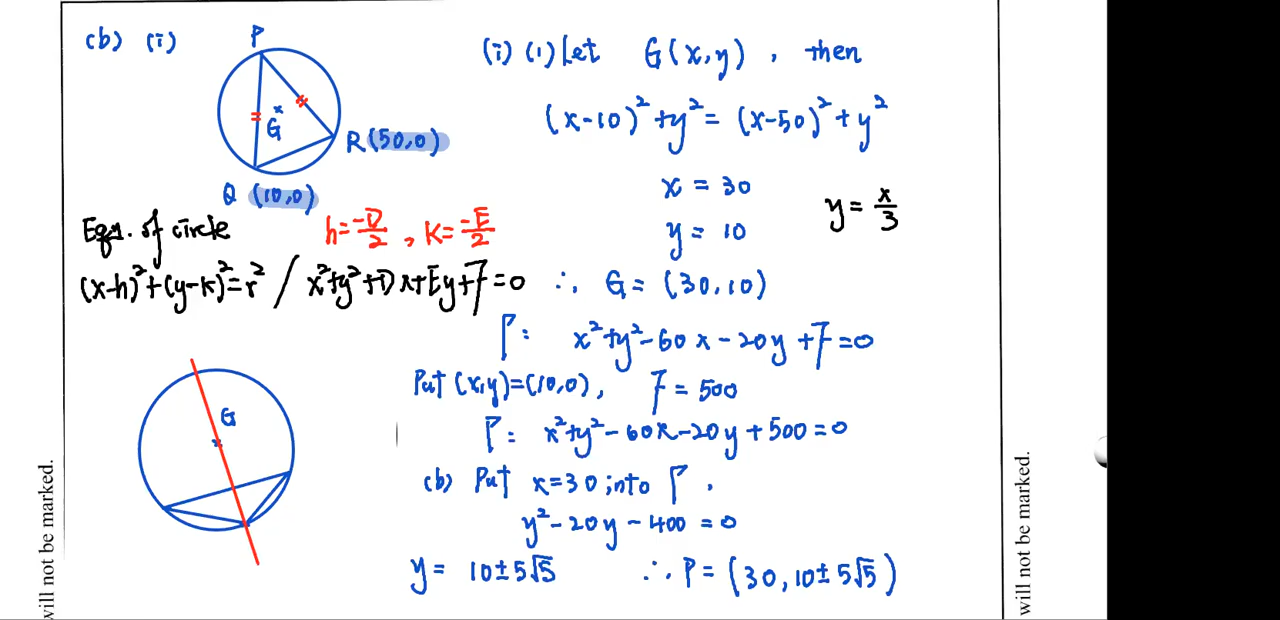 (b) (i)
P
G
R (50,0)
Q (10,0)
Eqn. of circle
h = -D/2 , K = -E/2
(x-h)² + (y-k)² = r² / x²+y²+Dx+Ey+F=0
G
(i) (1) Let G(x,y) , then
(x-10)² + y² = (x-50)² + y²
x = 30
y = 10
y = x/3
∴ G = (30,10)
Γ: x²+y²-60x-20y+F=0
Put (x,y)=(10,0), F = 500
Γ: x²+y²-60x-20y+500=0
(b) Put x=30 into Γ ,
y²-20y-400=0
y = 10±5√5 ∴ P = (30, 10±5√5)
will not be marked.
will not be marked.